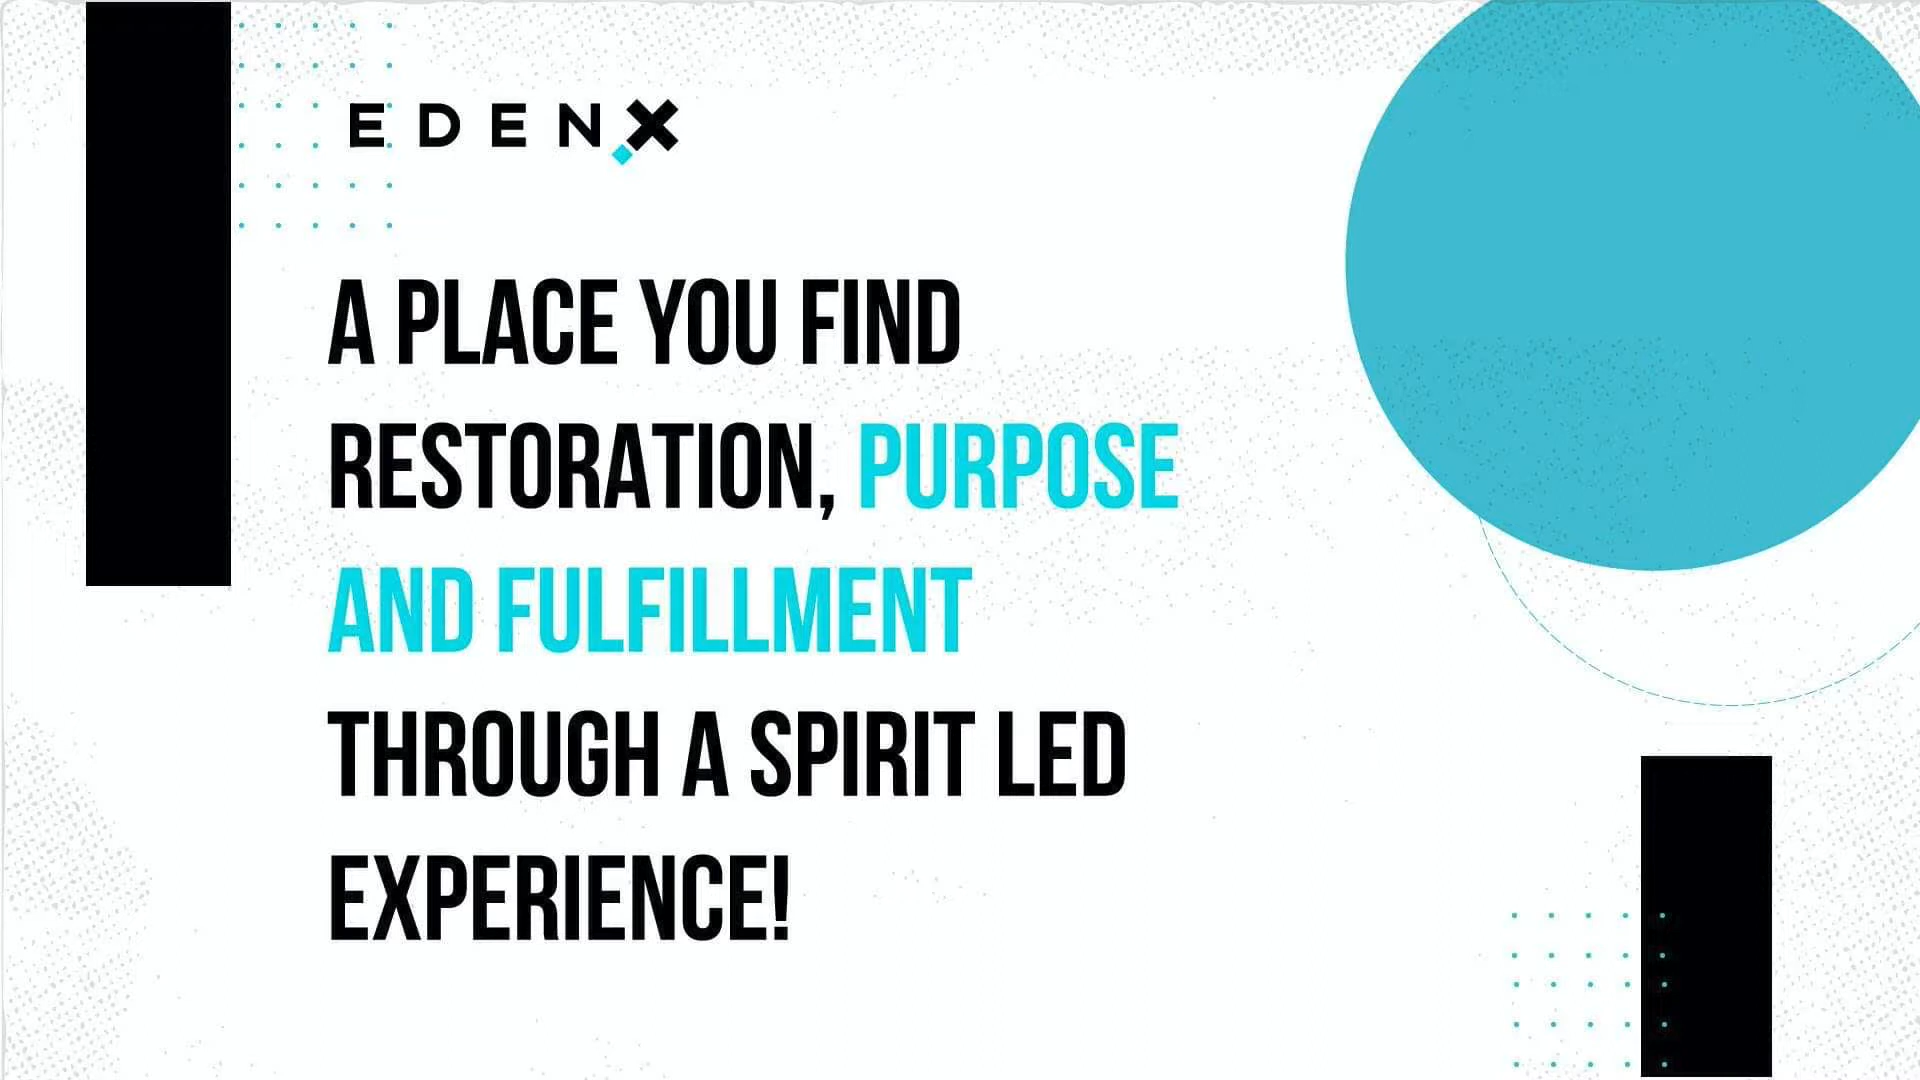 EDENX
A PLACE YOU FIND
RESTORATION, PURPOSE
AND FULFILLMENT
THROUGH A SPIRIT LED
EXPERIENCE!